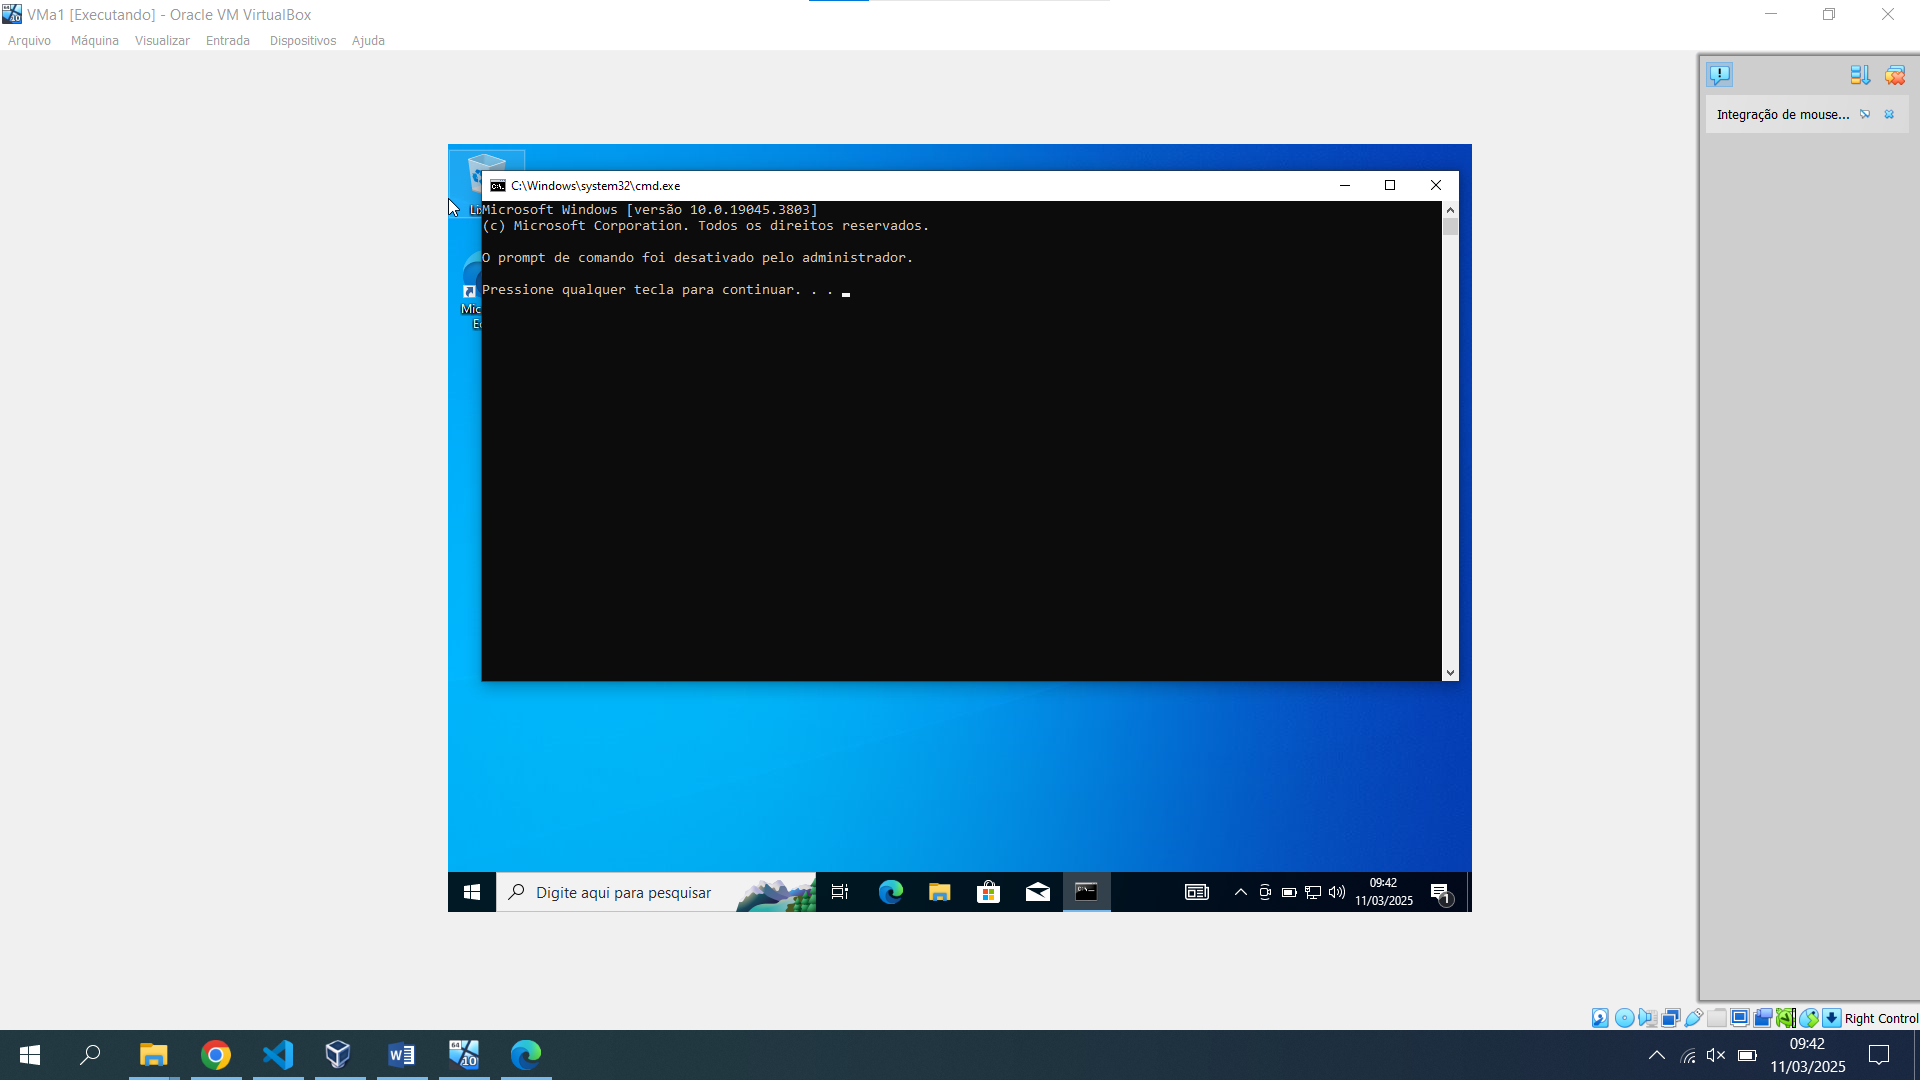 VMa1 [Executando] - Oracle VM VirtualBox
Arquivo Máquina Visualizar Entrada Dispositivos Ajuda
Integração de mouse...
C:\Windows\system32\cmd.exe
Microsoft Windows [versão 10.0.19045.3803]
(c) Microsoft Corporation. Todos os direitos reservados.
O prompt de comando foi desativado pelo administrador.
Pressione qualquer tecla para continuar. . .
Digite aqui para pesquisar
09:42
11/03/2025
1
Right Control
09:42
11/03/2025